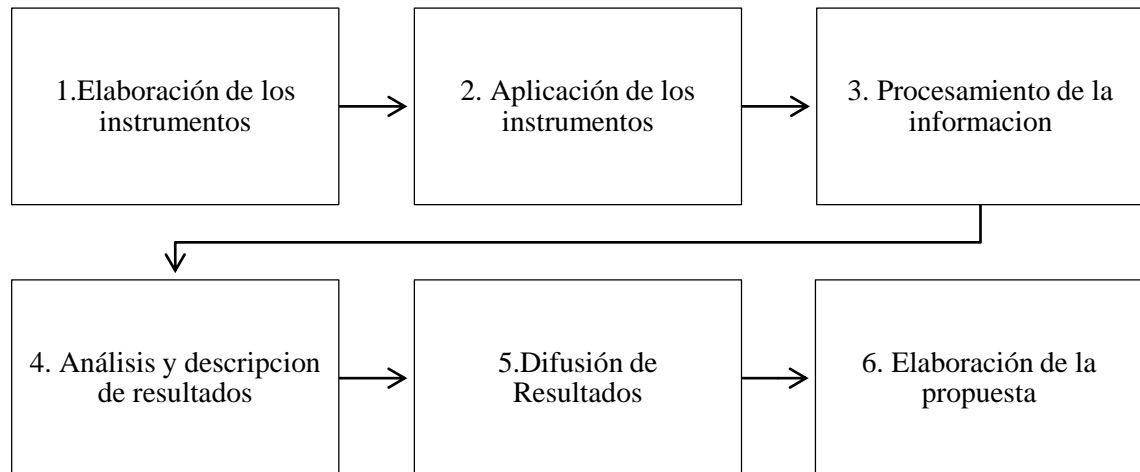 1.Elaboración de los
instrumentos
2. Aplicación de los
instrumentos
3. Procesamiento de la
informacion
4. Análisis y descripcion
de resultados
5.Difusión de
Resultados
6. Elaboración de la
propuesta